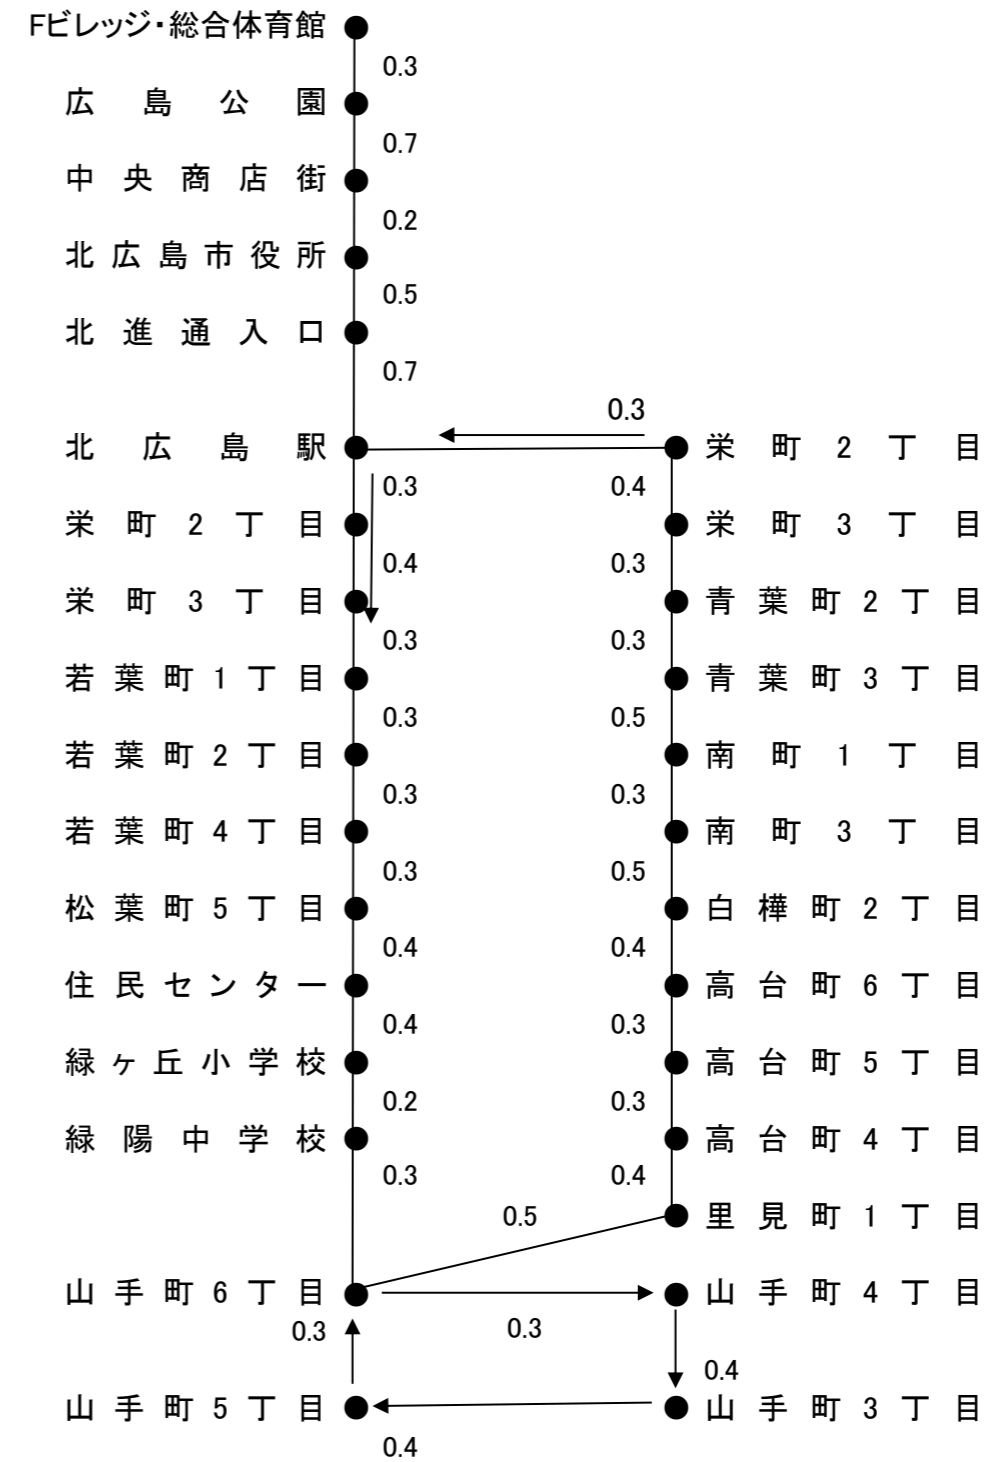 Fビレッジ・総合体育館
0.3
広島公園
0.7
中央商店街
0.2
北広島市役所
0.5
北進通入口
0.7
0.3
北広島駅 栄町2丁目
0.3 0.4
栄町2丁目 栄町3丁目
0.4 0.3
栄町3丁目 青葉町2丁目
0.3 0.3
若葉町1丁目 青葉町3丁目
0.3 0.5
若葉町2丁目 南町1丁目
0.3 0.3
若葉町4丁目 南町3丁目
0.3 0.5
松葉町5丁目 白樺町2丁目
0.4 0.4
住民センター 高台町6丁目
0.4 0.3
緑ヶ丘小学校 高台町5丁目
0.2 0.3
緑陽中学校 高台町4丁目
0.3 0.4
0.5 里見町1丁目
山手町6丁目 山手町4丁目
0.3 0.3
0.4
山手町5丁目 山手町3丁目
0.4